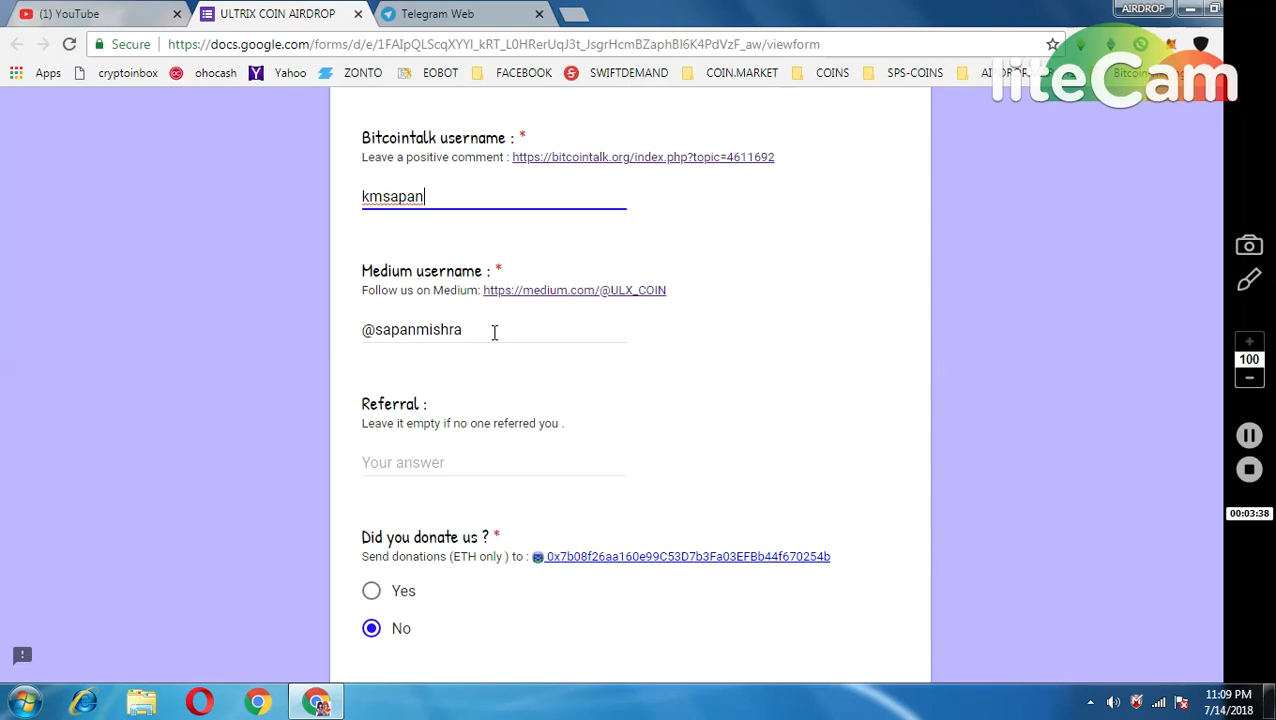 (1) YouTube
ULTRIX COIN AIRDROP
Telegram Web
AIRDROP
Secure
https://docs.google.com/forms/d/e/1FAIpQLScqXYYl_kRT_10HRerUqJ3t_JsgrHcmBZaphBl6K4PdVzF_aw/viewform
Apps
cryptoinbox
ohocash
Yahoo
ZONTO
EOBOT
FACEBOOK
SWIFTDEMAND
COIN.MARKET
COINS
SPS-COINS
liteCam
Bitcointalk username : *
Leave a positive comment : https://bitcointalk.org/index.php?topic=4611692
kmsapan
Medium username : *
Follow us on Medium: https://medium.com/@ULX_COIN
@sapanmishra
Referral :
Leave it empty if no one referred you .
Your answer
Did you donate us ? *
Send donations (ETH only ) to : 0x7b08f26aa160e99C53D7b3Fa03EFBb44f670254b
Yes
No
100
00:03:38
11:09 PM
7/14/2018